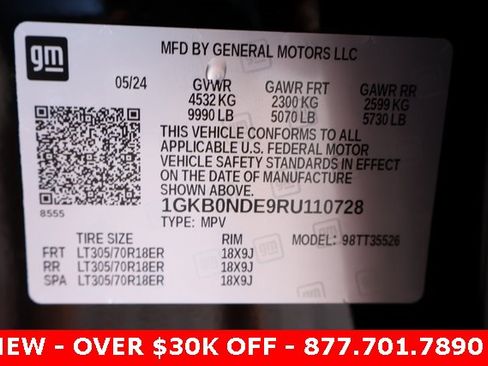 gm
MFD BY GENERAL MOTORS LLC
05/24 GVWR GAWR FRT GAWR RR
4532 KG 2300 KG 2599 KG
9990 LB 5070 LB 5730 LB
THIS VEHICLE CONFORMS TO ALL
APPLICABLE U.S. FEDERAL MOTOR
VEHICLE SAFETY STANDARDS IN EFFECT
ON THE DATE OF MANUFACTURE
SHOWN ABOVE.
8555
1GKB0NDE9RU110728
TYPE: MPV MODEL: 98TT35526
TIRE SIZE RIM
FRT LT305/70R18ER 18X9J
RR LT305/70R18ER 18X9J
SPA LT305/70R18ER 18X9J
NEW - OVER $30K OFF - 877.701.7890